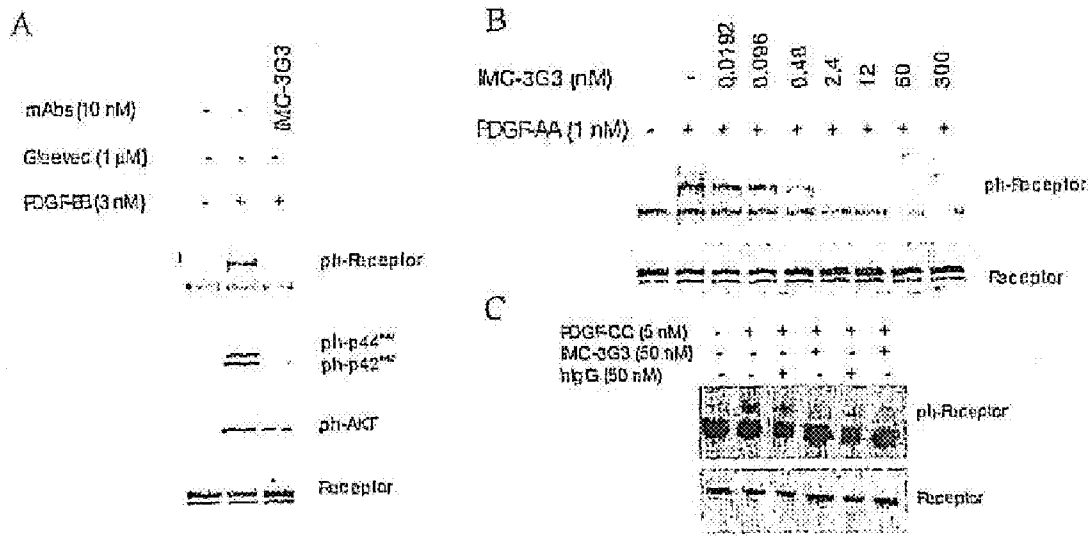 A
IMC-3G3
mAbs (10 nM) - -
Gleevec (1 µM) - - -
PDGF-BB (3 nM) - + +
ph-Receptor
ph-p44
ph-p42
ph-AKT
Receptor
B
IMC-3G3 (nM) - 0.0192 0.096 0.48 2.4 12 60 300
PDGF-AA (1 nM) - + + + + + + + +
ph-Receptor
Receptor
C
PDGF-CC (5 nM) - + + + + +
IMC-3G3 (50 nM) - - - + - +
hIgG (50 nM) - - + - + -
ph-Receptor
Receptor